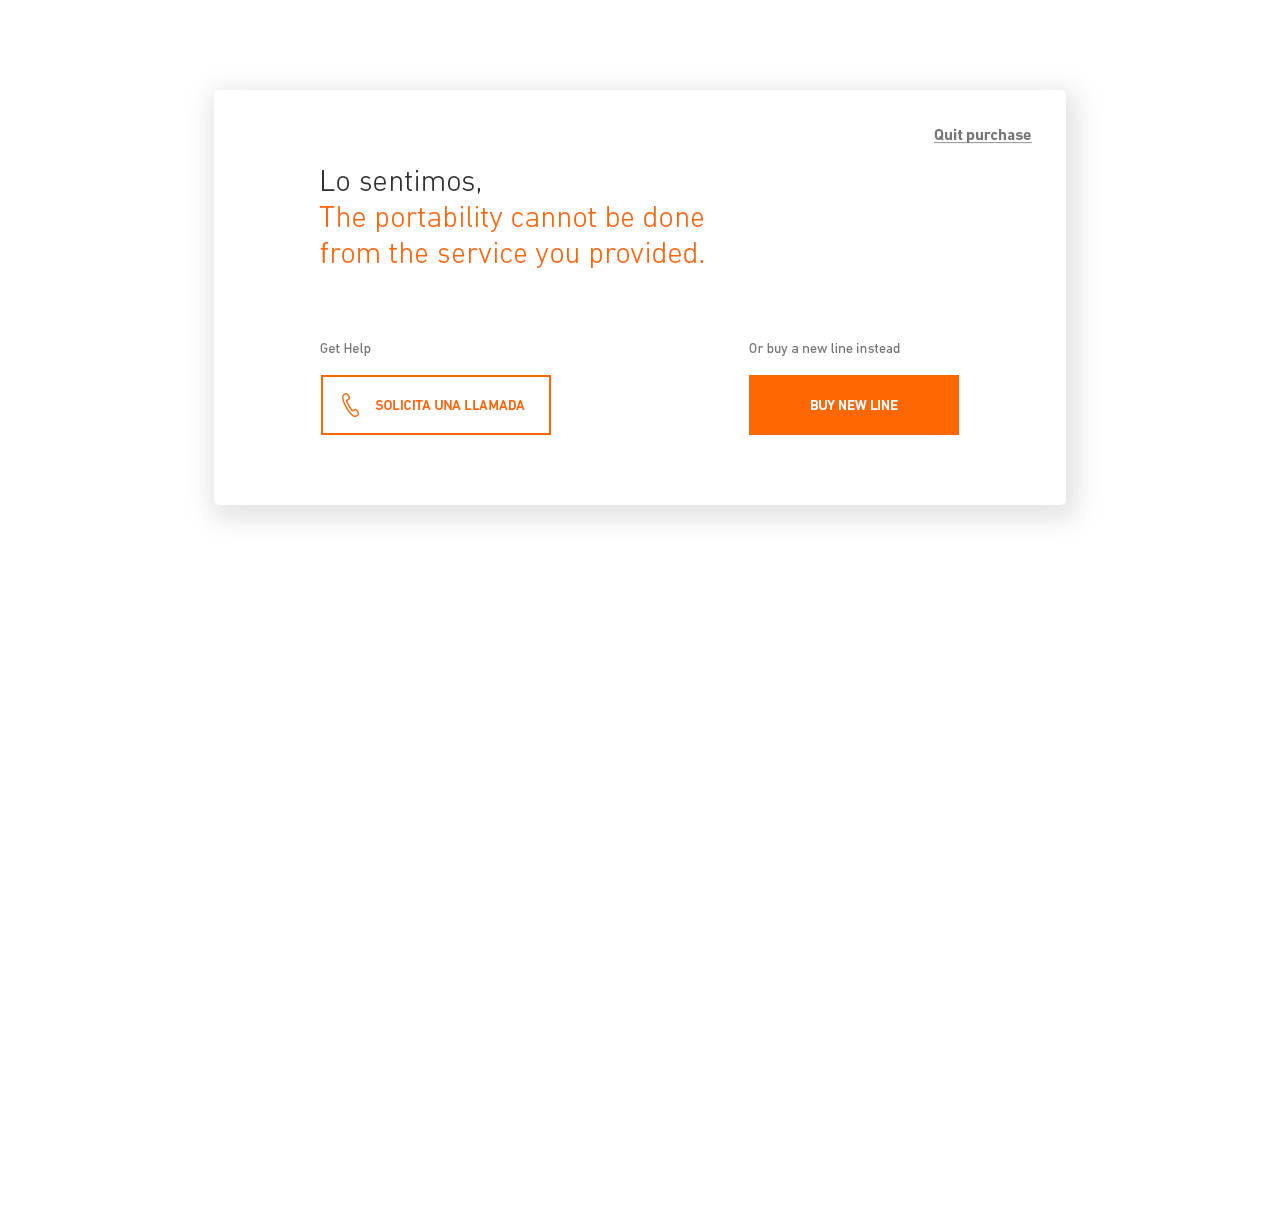 Quit purchase
Lo sentimos,
The portability cannot be done
from the service you provided.
Get Help
SOLICITA UNA LLAMADA
Or buy a new line instead
BUY NEW LINE